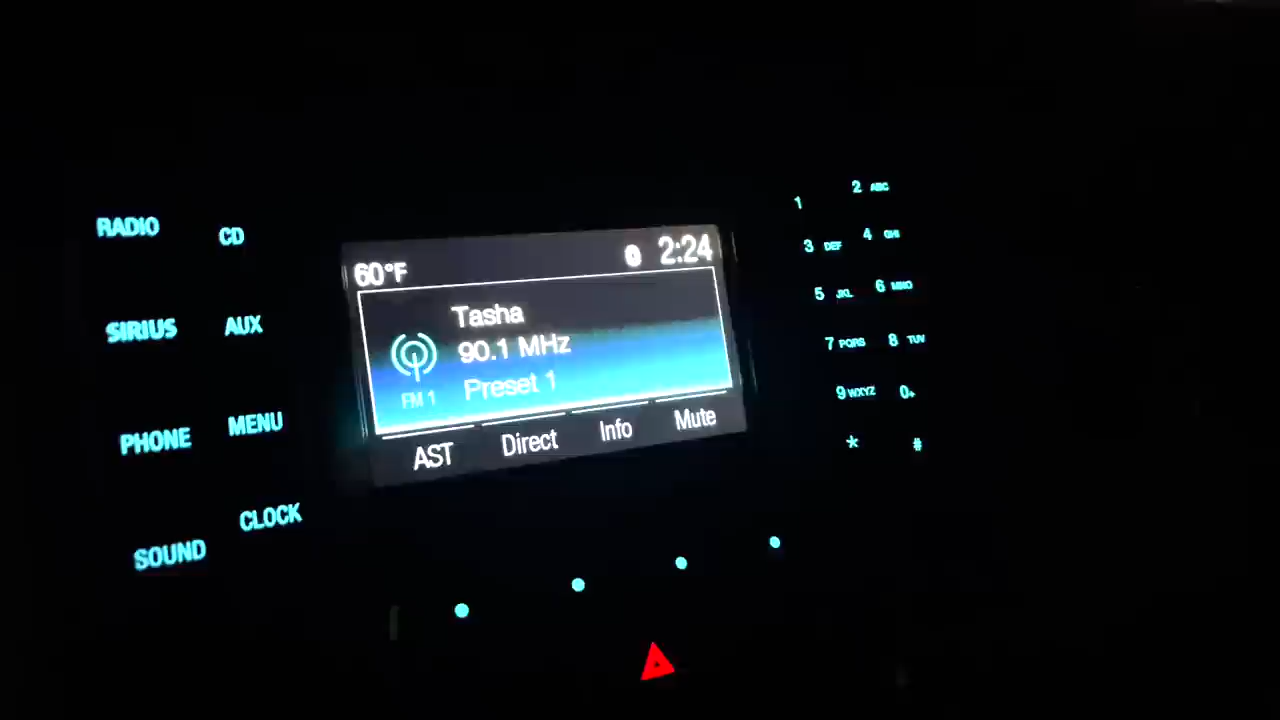 RADIO
CD
SIRIUS
AUX
PHONE
MENU
CLOCK
SOUND
60°F
2:24
Tasha
90.1 MHz
FM 1
Preset 1
AST
Direct
Info
Mute
1
2 ABC
3 DEF
4 GHI
5 JKL
6 MNO
7 PQRS
8 TUV
9 WXYZ
0+
*
#